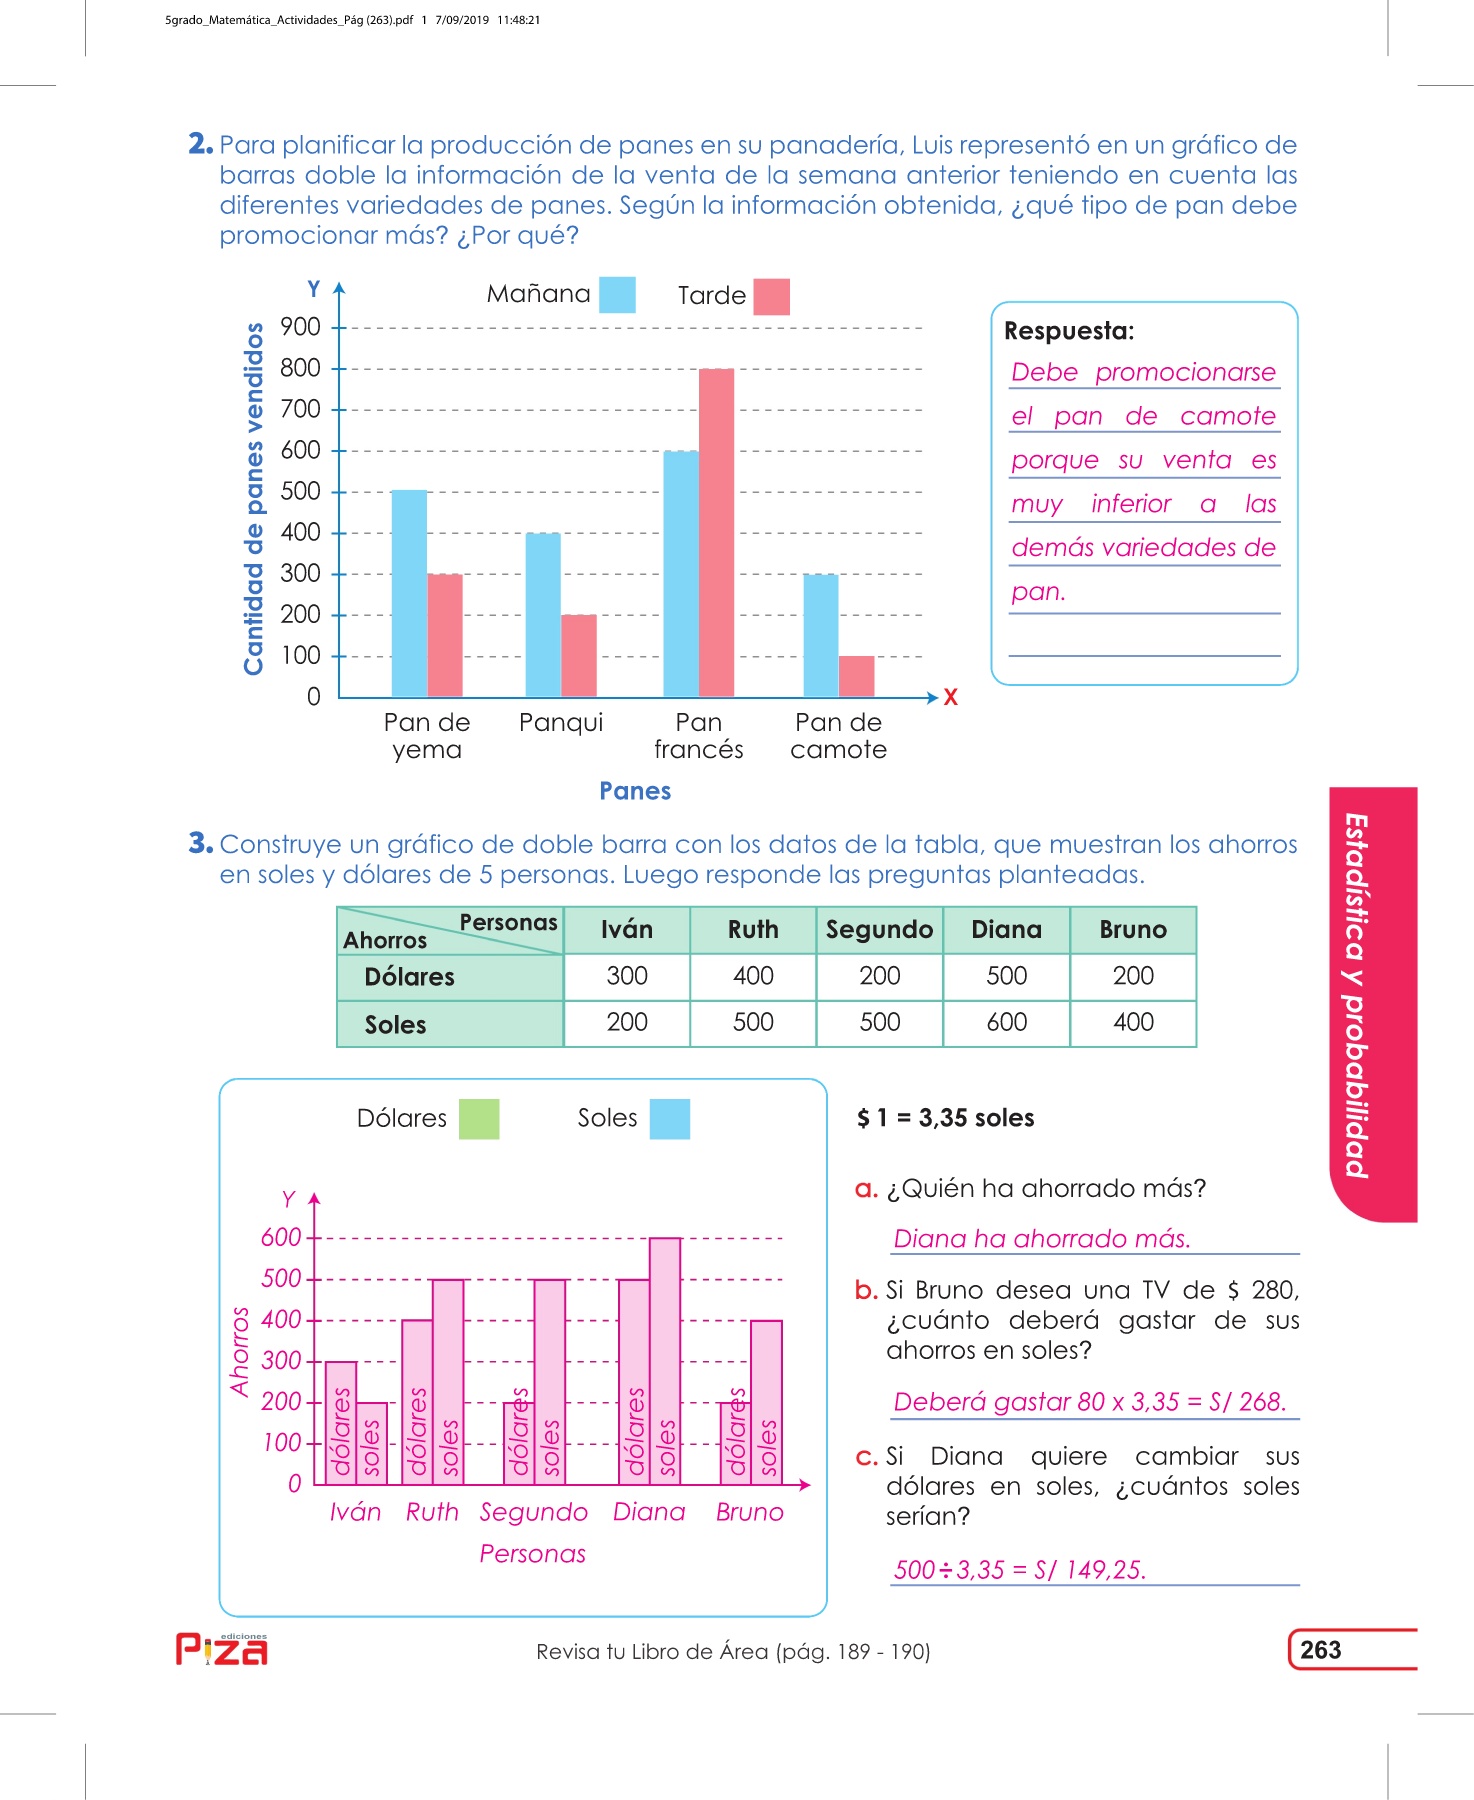 5grado_Matemática_Actividades_Pág (263).pdf 1 7/09/2019 11:48:21
2. Para planificar la producción de panes en su panadería, Luis representó en un gráfico de
barras doble la información de la venta de la semana anterior teniendo en cuenta las
diferentes variedades de panes. Según la información obtenida, ¿qué tipo de pan debe
promocionar más? ¿Por qué?
Y
Mañana
Tarde
Cantidad de panes vendidos
900
800
700
600
500
400
300
200
100
0
X
Pan de
yema
Panqui
Pan
francés
Pan de
camote
Panes
Respuesta:
Debe promocionarse
el pan de camote
porque su venta es
muy inferior a las
demás variedades de
pan.
3. Construye un gráfico de doble barra con los datos de la tabla, que muestran los ahorros
en soles y dólares de 5 personas. Luego responde las preguntas planteadas.
Personas
Ahorros
Iván Ruth Segundo Diana Bruno
Dólares 300 400 200 500 200
Soles 200 500 500 600 400
Dólares
Soles
Y
Ahorros
600
500
400
300
200
100
0
dólares
soles
dólares
soles
dólares
soles
dólares
soles
dólares
soles
Iván Ruth Segundo Diana Bruno
Personas
$ 1 = 3,35 soles
a. ¿Quién ha ahorrado más?
Diana ha ahorrado más.
b. Si Bruno desea una TV de $ 280,
¿cuánto deberá gastar de sus
ahorros en soles?
Deberá gastar 80 x 3,35 = S/ 268.
c. Si Diana quiere cambiar sus
dólares en soles, ¿cuántos soles
serían?
500÷3,35 = S/ 149,25.
Estadística y probabilidad
ediciones
Piza
Revisa tu Libro de Área (pág. 189 - 190)
263